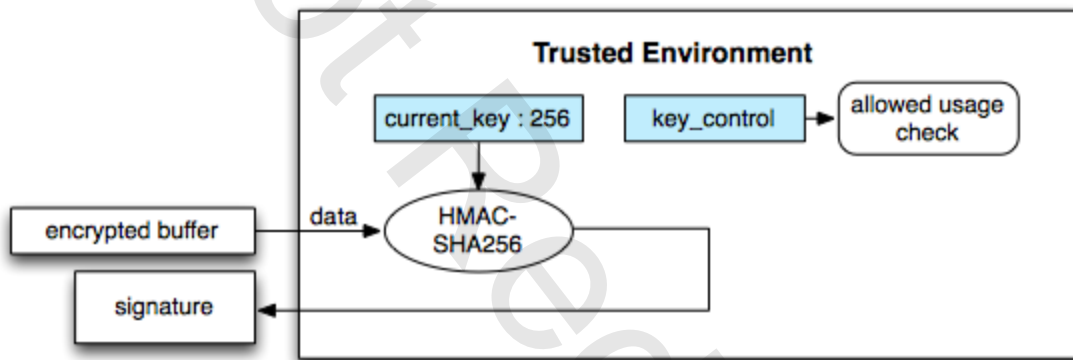 Trusted Environment
current_key : 256
key_control
allowed usage
check
encrypted buffer
data
HMAC-
SHA256
signature